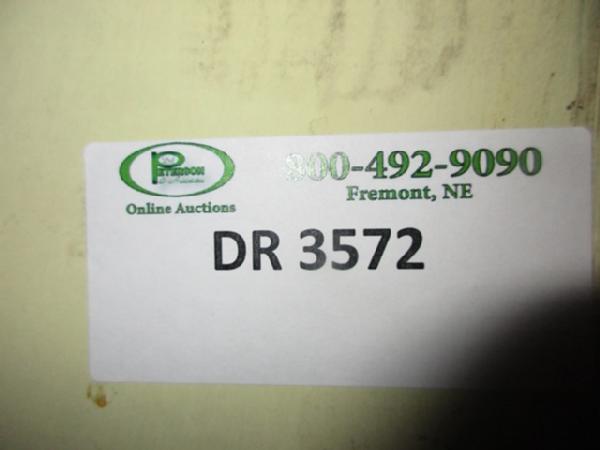 PETERSON
800-492-9090
Online Auctions
Fremont, NE
DR 3572